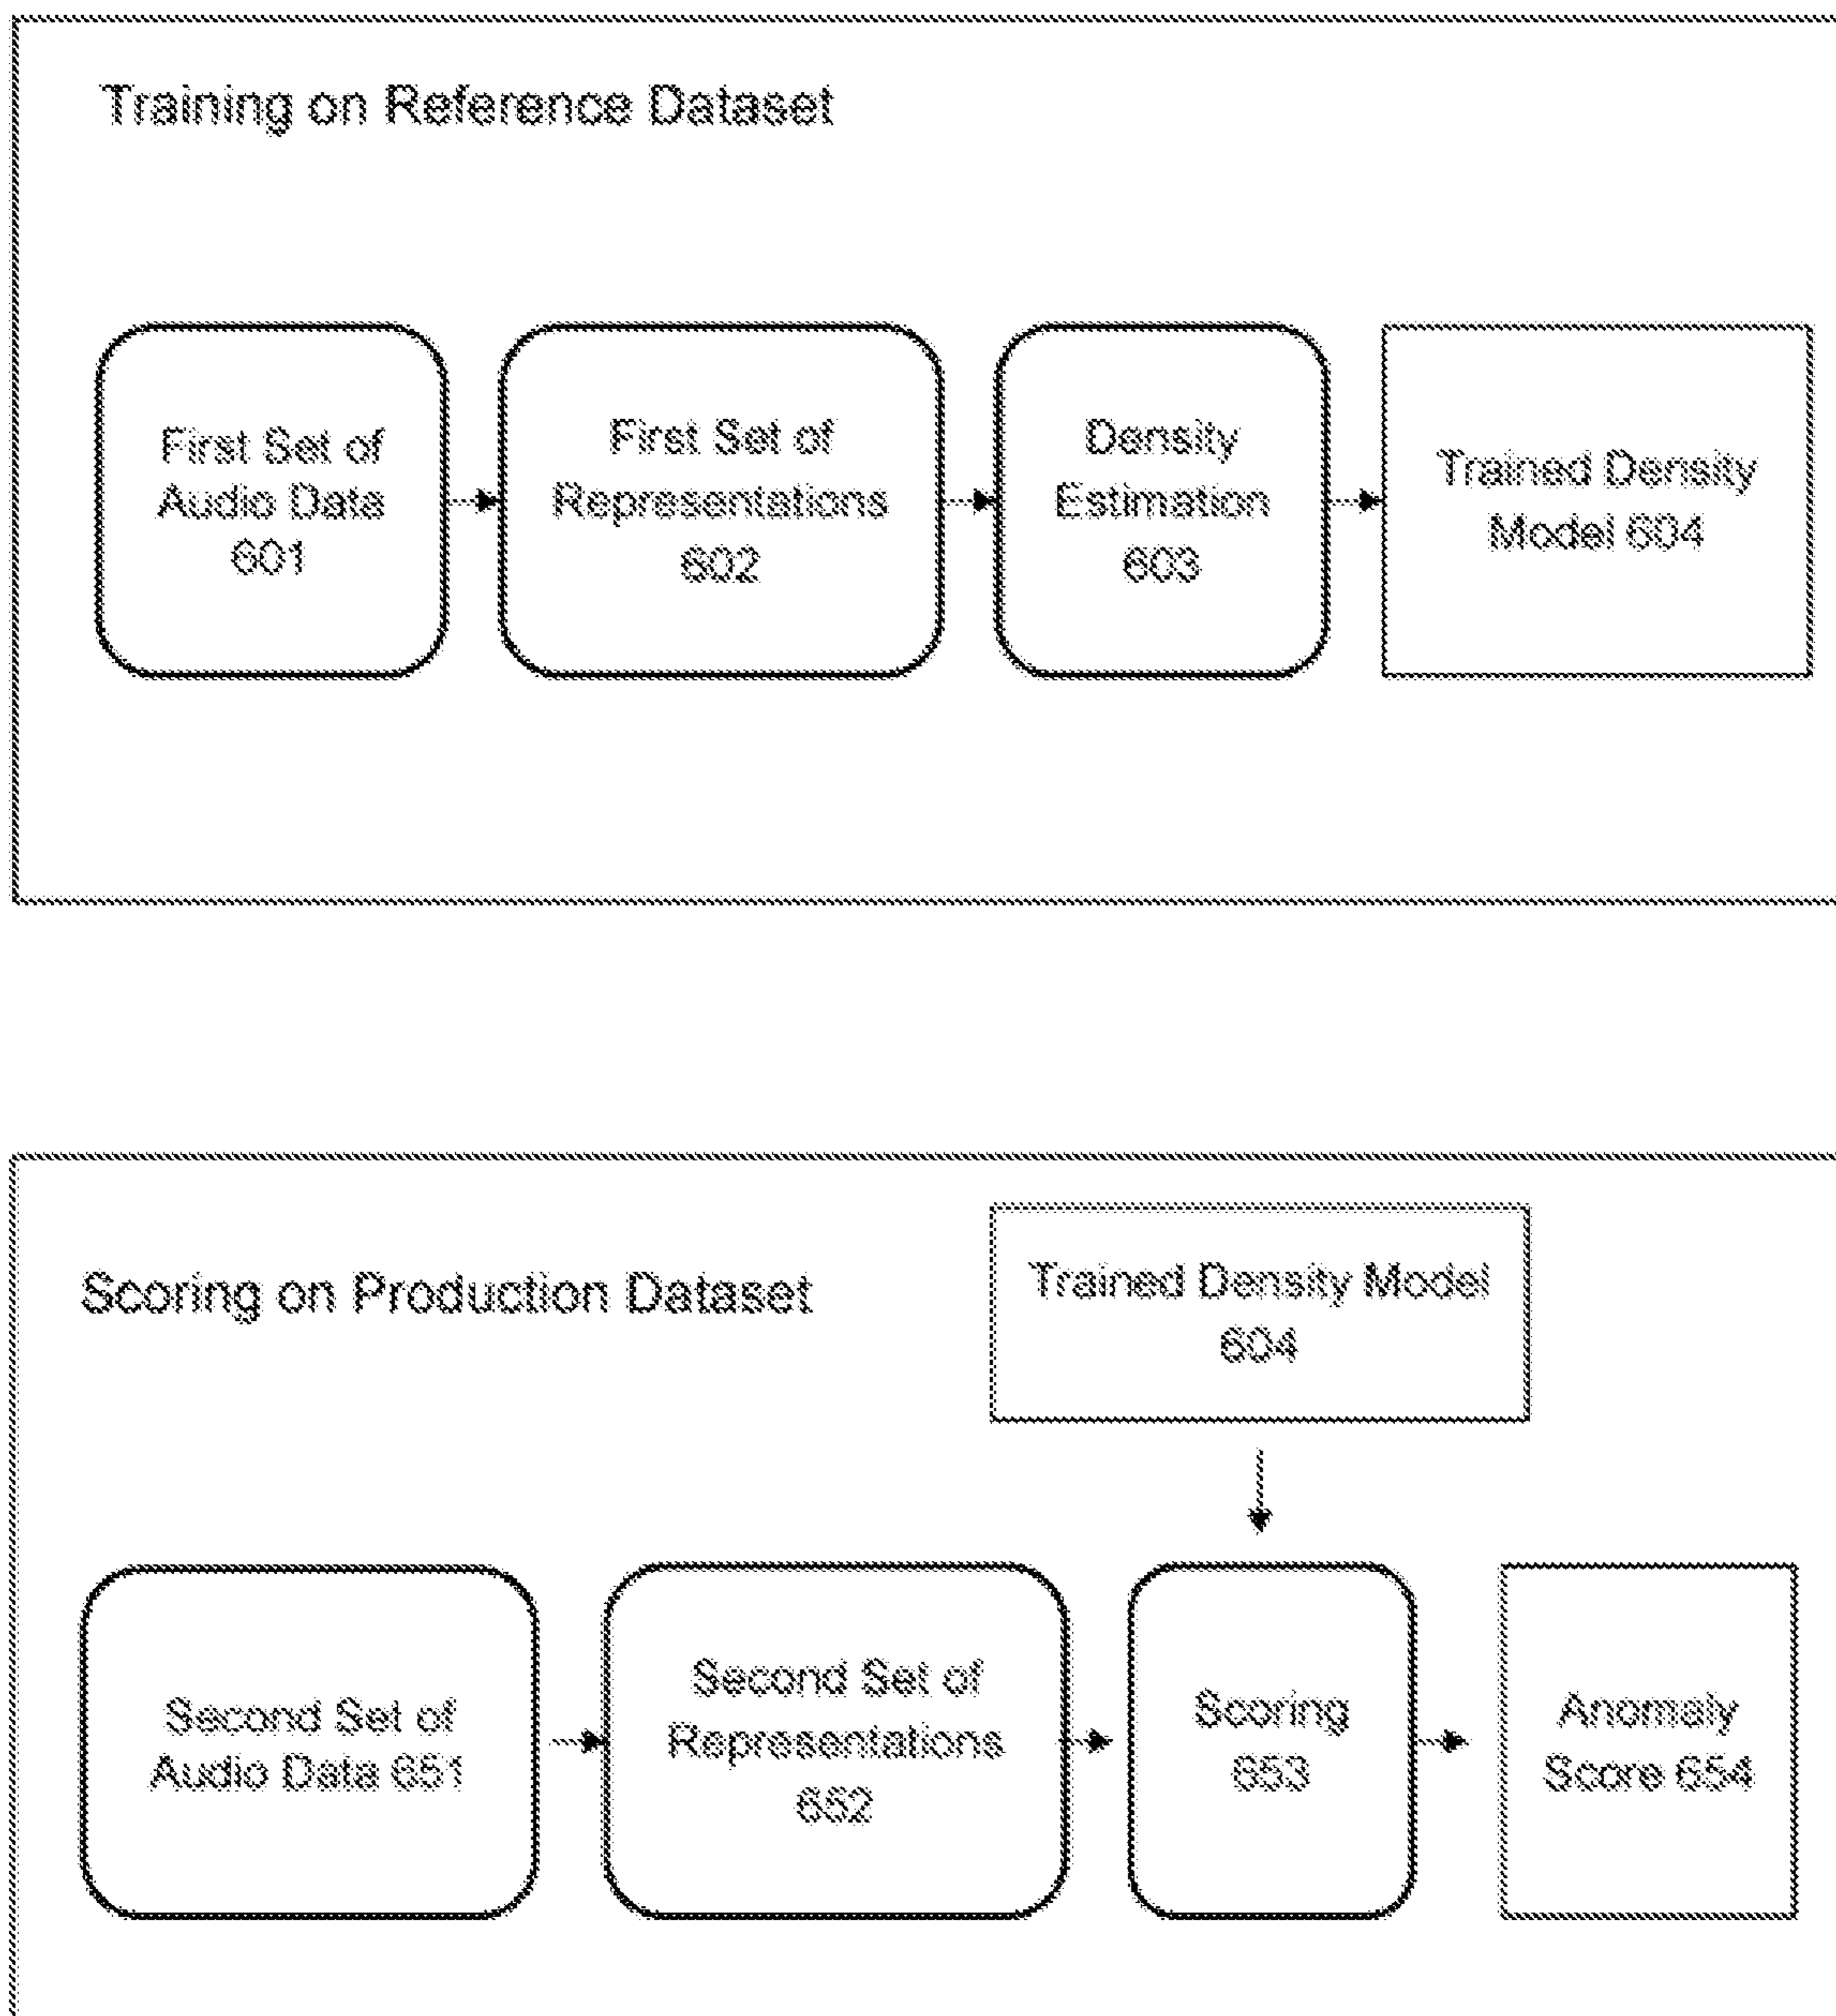 Training on Reference Dataset
First Set of
Audio Data
601
First Set of
Representations
602
Density
Estimation
603
Trained Density
Model 604
Scoring on Production Dataset
Trained Density Model
604
Second Set of
Audio Data 651
Second Set of
Representations
652
Scoring
653
Anomaly
Score 654